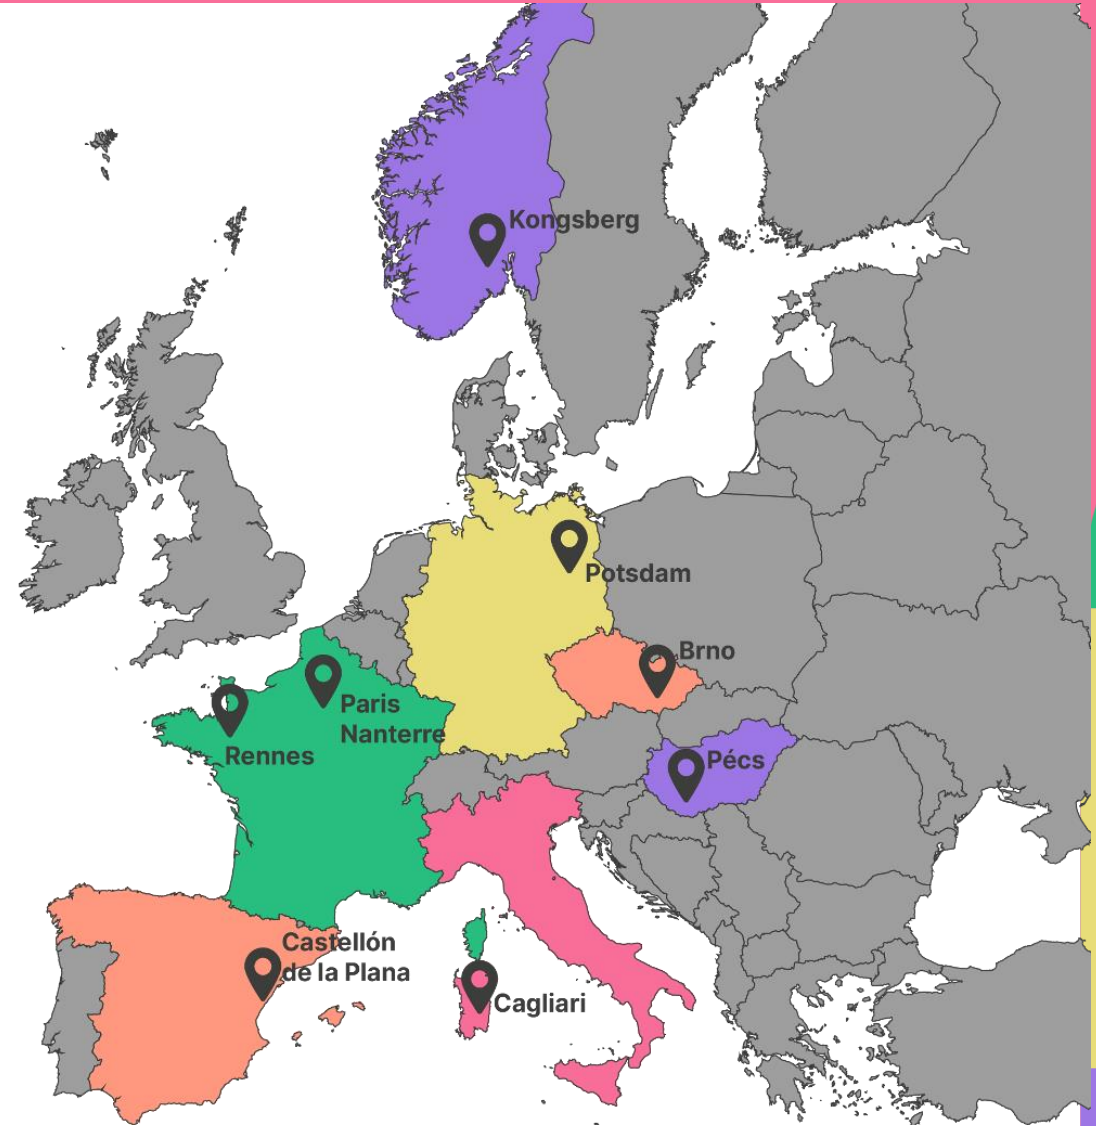 Kongsberg
Potsdam
Brno
Paris
Nanterre
Rennes
Pécs
Castellón
de la Plana
Cagliari